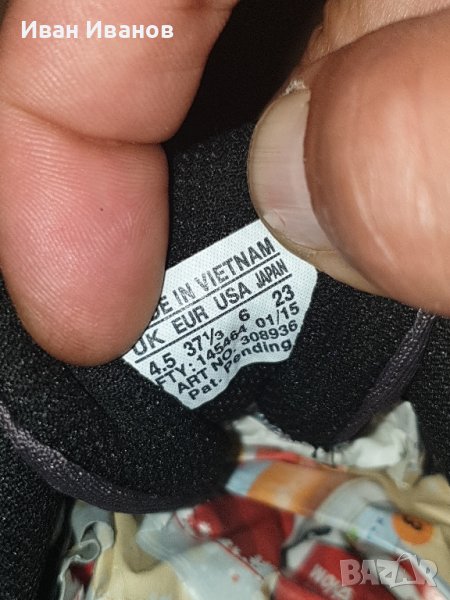 Иван Иванов
DE IN VIETNAM
UK EUR USA JAPAN
4.5 37⅓ 6 23
FTY: 145464 01/15
ART NO. 308936
Pat. Pending
BAZAR